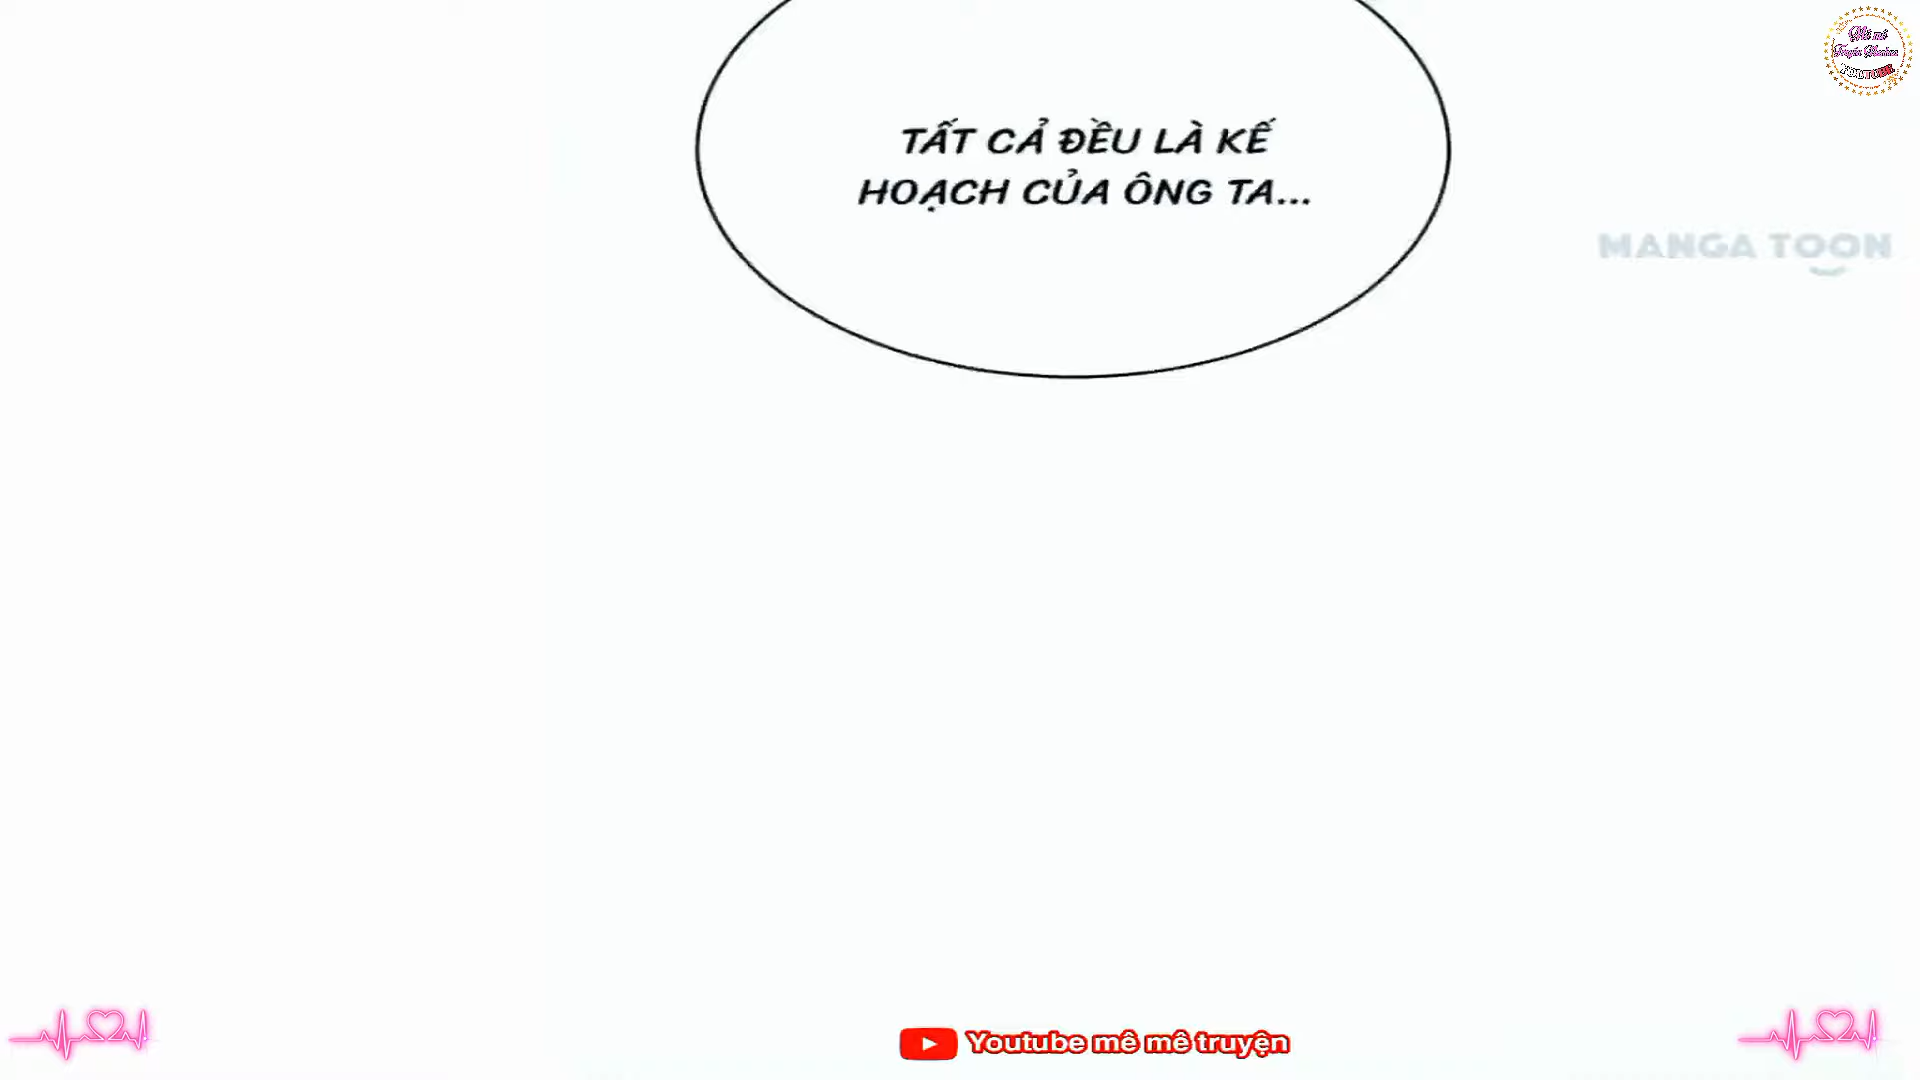 TẤT CẢ ĐỀU LÀ KẾ
HOẠCH CỦA ÔNG TA...
MANGA TOON
Youtube mê mê truyện